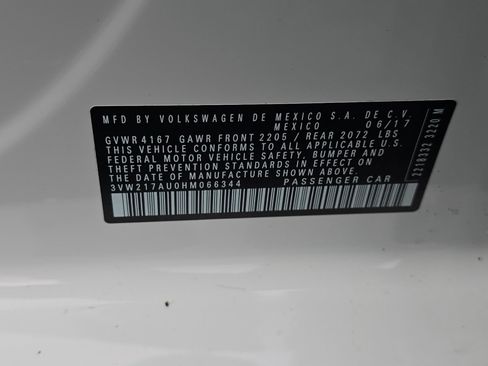 MFD BY VOLKSWAGEN DE MEXICO S.A. DE C.V.
MEXICO 06/17
GVWR 4167 GAWR FRONT 2205 / REAR 2072 LBS
THIS VEHICLE CONFORMS TO ALL APPLICABLE U.S.
FEDERAL MOTOR VEHICLE SAFETY, BUMPER AND
THEFT PREVENTION STANDARDS IN EFFECT ON
THE DATE OF MANUFACTURE SHOWN ABOVE.
3VW217AU0HM066344 PASSENGER CAR
2218332 3220 M